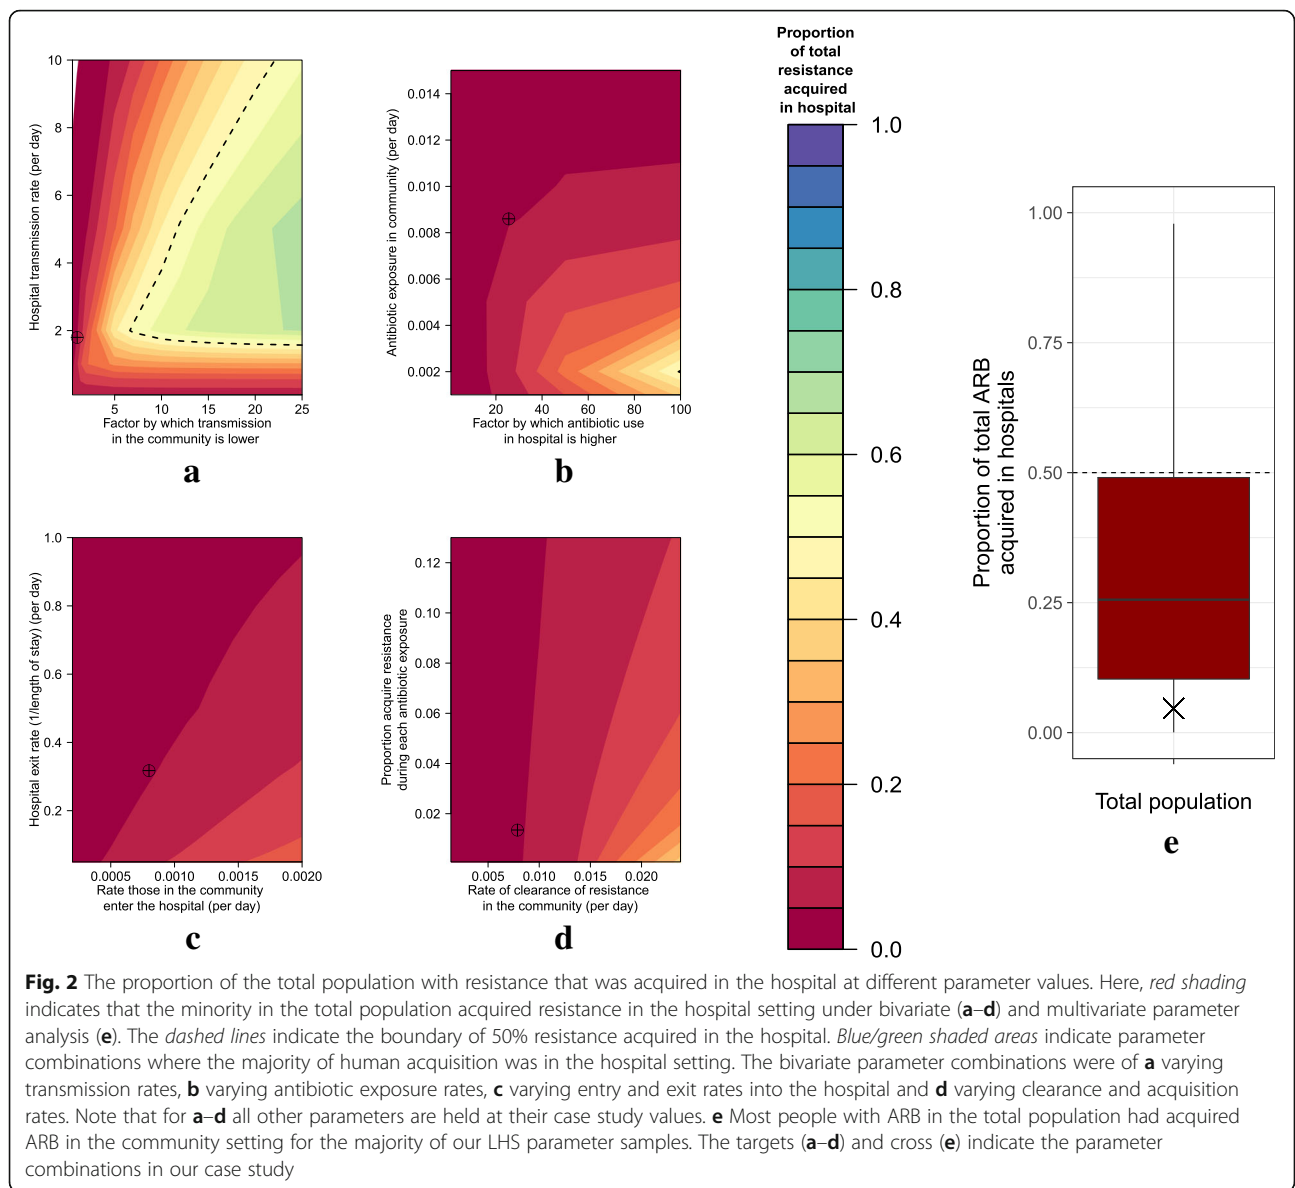 Hospital transmission rate (per day)
10
8
6
4
2
5 10 15 20 25
Factor by which transmission
in the community is lower
a
Antibiotic exposure in community (per day)
0.014
0.012
0.010
0.008
0.006
0.004
0.002
20 40 60 80 100
Factor by which antibiotic use
in hospital is higher
b
Hospital exit rate (1/length of stay) (per day)
1.0
0.8
0.6
0.4
0.2
0.0005 0.0010 0.0015 0.0020
Rate those in the community
enter the hospital (per day)
c
Proportion acquire resistance
during each antibiotic exposure
0.12
0.10
0.08
0.06
0.04
0.02
0.005 0.010 0.015 0.020
Rate of clearance of resistance
in the community (per day)
d
Proportion
of total
resistance
acquired
in hospital
1.0
0.8
0.6
0.4
0.2
0.0
Proportion of total ARB
acquired in hospitals
1.00
0.75
0.50
0.25
0.00
Total population
e
Fig. 2 The proportion of the total population with resistance that was acquired in the hospital at different parameter values. Here, red shading
indicates that the minority in the total population acquired resistance in the hospital setting under bivariate (a–d) and multivariate parameter
analysis (e). The dashed lines indicate the boundary of 50% resistance acquired in the hospital. Blue/green shaded areas indicate parameter
combinations where the majority of human acquisition was in the hospital setting. The bivariate parameter combinations were of a varying
transmission rates, b varying antibiotic exposure rates, c varying entry and exit rates into the hospital and d varying clearance and acquisition
rates. Note that for a–d all other parameters are held at their case study values. e Most people with ARB in the total population had acquired
ARB in the community setting for the majority of our LHS parameter samples. The targets (a–d) and cross (e) indicate the parameter
combinations in our case study